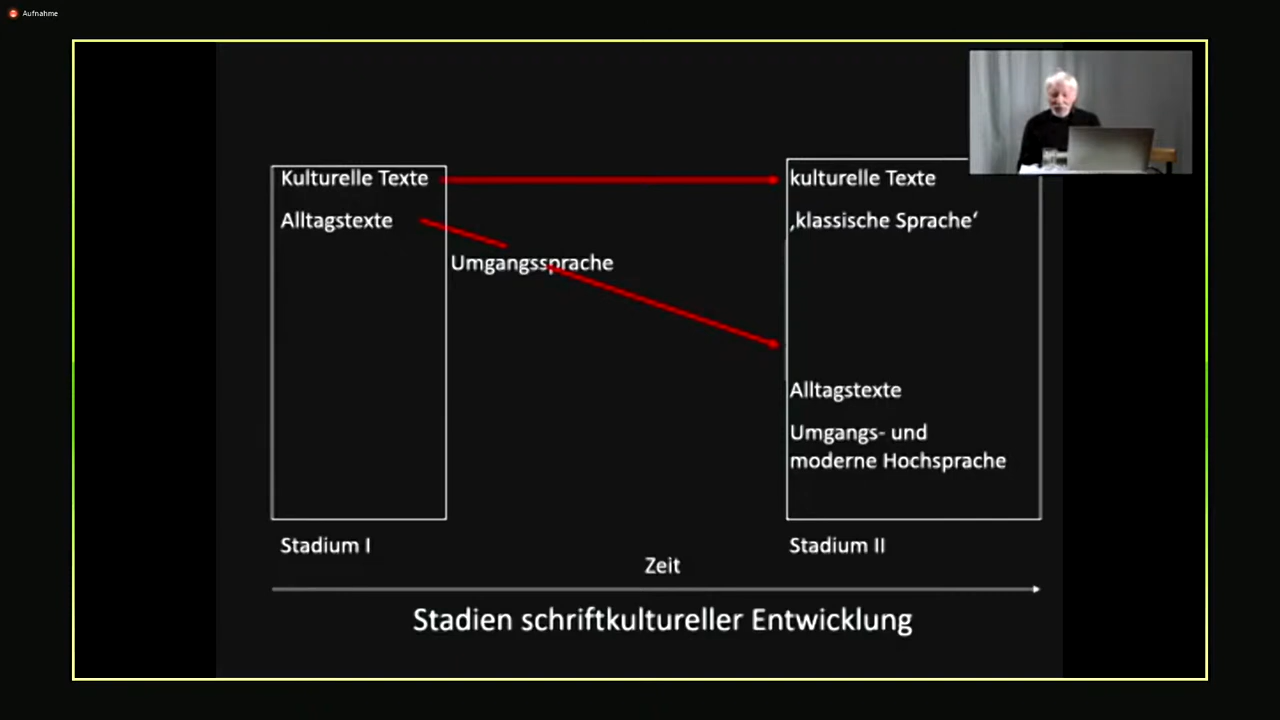 Aufnahme
Kulturelle Texte
Alltagstexte
Umgangssprache
kulturelle Texte
‚klassische Sprache‘
Alltagstexte
Umgangs- und
moderne Hochsprache
Stadium I
Stadium II
Zeit
Stadien schriftkultureller Entwicklung